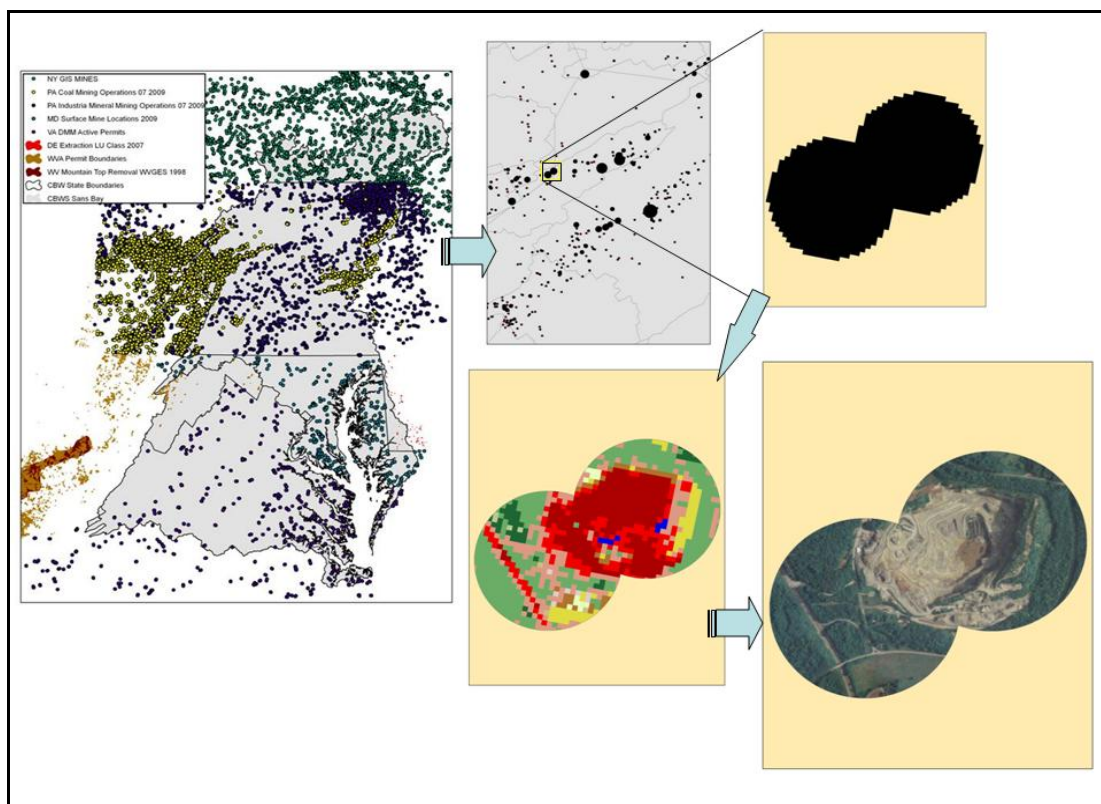 NY GIS MINES
PA Coal Mining Operations 07 2009
PA Industria Mineral Mining Operations 07 2009
MD Surface Mine Locations 2009
VA DMM Active Permits
DE Extraction LU Class 2007
WVA Permit Boundaries
WV Mountain Top Removal WVGES 1998
CBW State Boundaries
CBWS Sans Bay